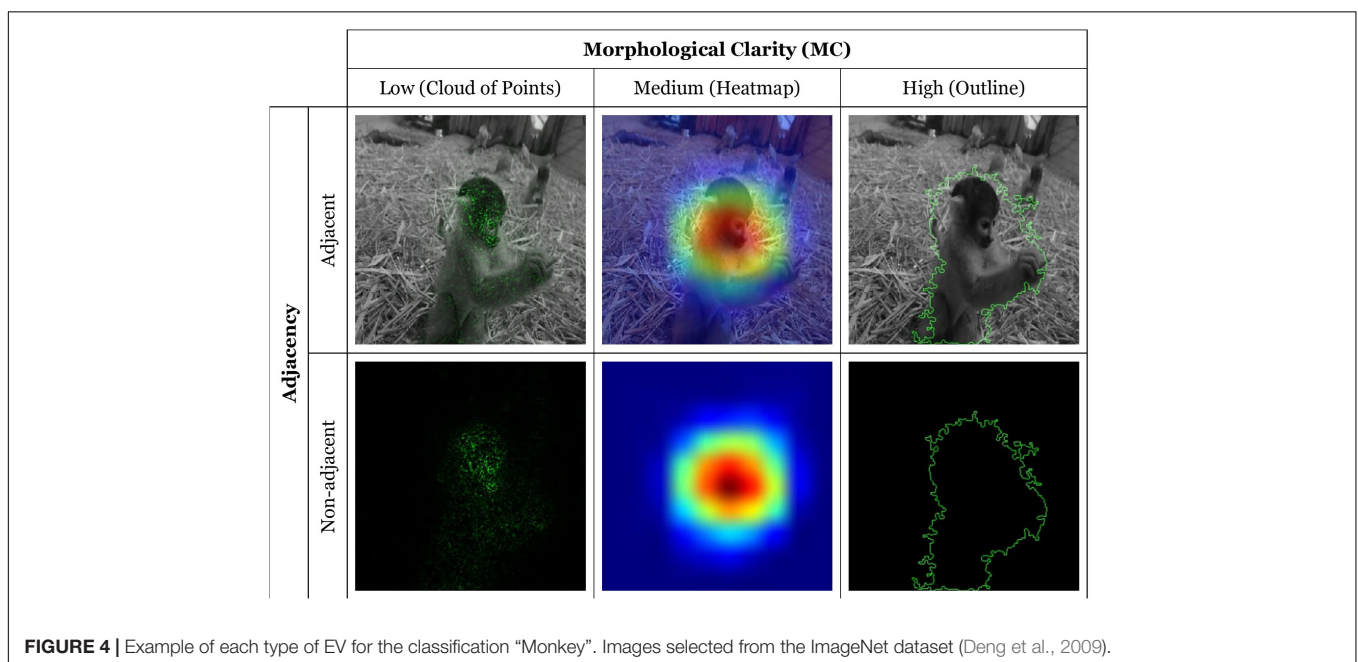 Morphological Clarity (MC)
Low (Cloud of Points)
Medium (Heatmap)
High (Outline)
Adjacency
Adjacent
Non-adjacent
FIGURE 4 | Example of each type of EV for the classification “Monkey”. Images selected from the ImageNet dataset (Deng et al., 2009).